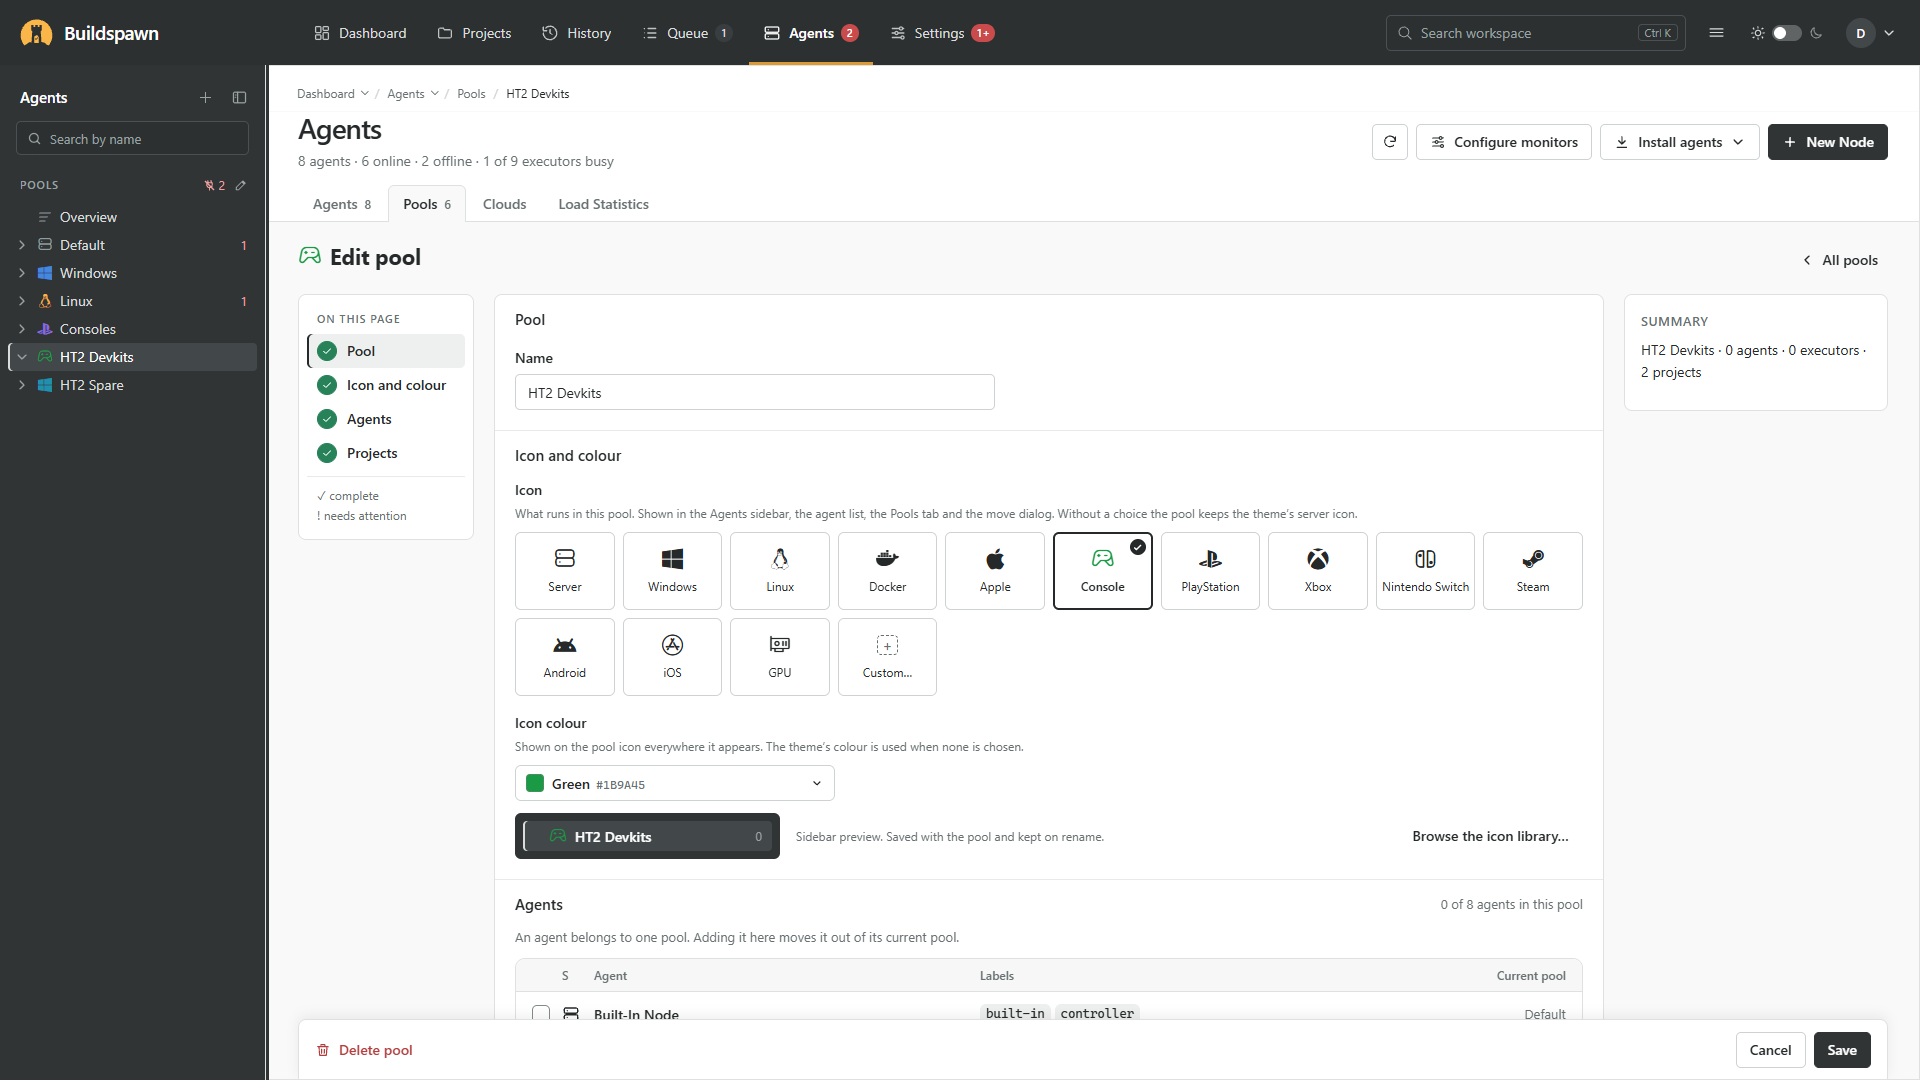 Buildspawn
Dashboard
Projects
History
Queue 1
Agents 2
Settings 1+
Search workspace Ctrl K
D
Agents
Search by name
POOLS 2
Overview
Default 1
Windows
Linux 1
Consoles
HT2 Devkits
HT2 Spare
Dashboard / Agents / Pools / HT2 Devkits
Agents
8 agents · 6 online · 2 offline · 1 of 9 executors busy
Configure monitors
Install agents
New Node
Agents 8
Pools 6
Clouds
Load Statistics
Edit pool
All pools
ON THIS PAGE
Pool
Icon and colour
Agents
Projects
✓ complete
! needs attention
Pool
Name
HT2 Devkits
Icon and colour
Icon
What runs in this pool. Shown in the Agents sidebar, the agent list, the Pools tab and the move dialog. Without a choice the pool keeps the theme's server icon.
Server
Windows
Linux
Docker
Apple
Console
PlayStation
Xbox
Nintendo Switch
Steam
Android
iOS
GPU
Custom...
Icon colour
Shown on the pool icon everywhere it appears. The theme's colour is used when none is chosen.
Green #1B9A45
HT2 Devkits 0
Sidebar preview. Saved with the pool and kept on rename.
Browse the icon library...
Agents
0 of 8 agents in this pool
An agent belongs to one pool. Adding it here moves it out of its current pool.
S Agent Labels Current pool
Built-In Node built-in controller Default
SUMMARY
HT2 Devkits · 0 agents · 0 executors ·
2 projects
Delete pool
Cancel
Save